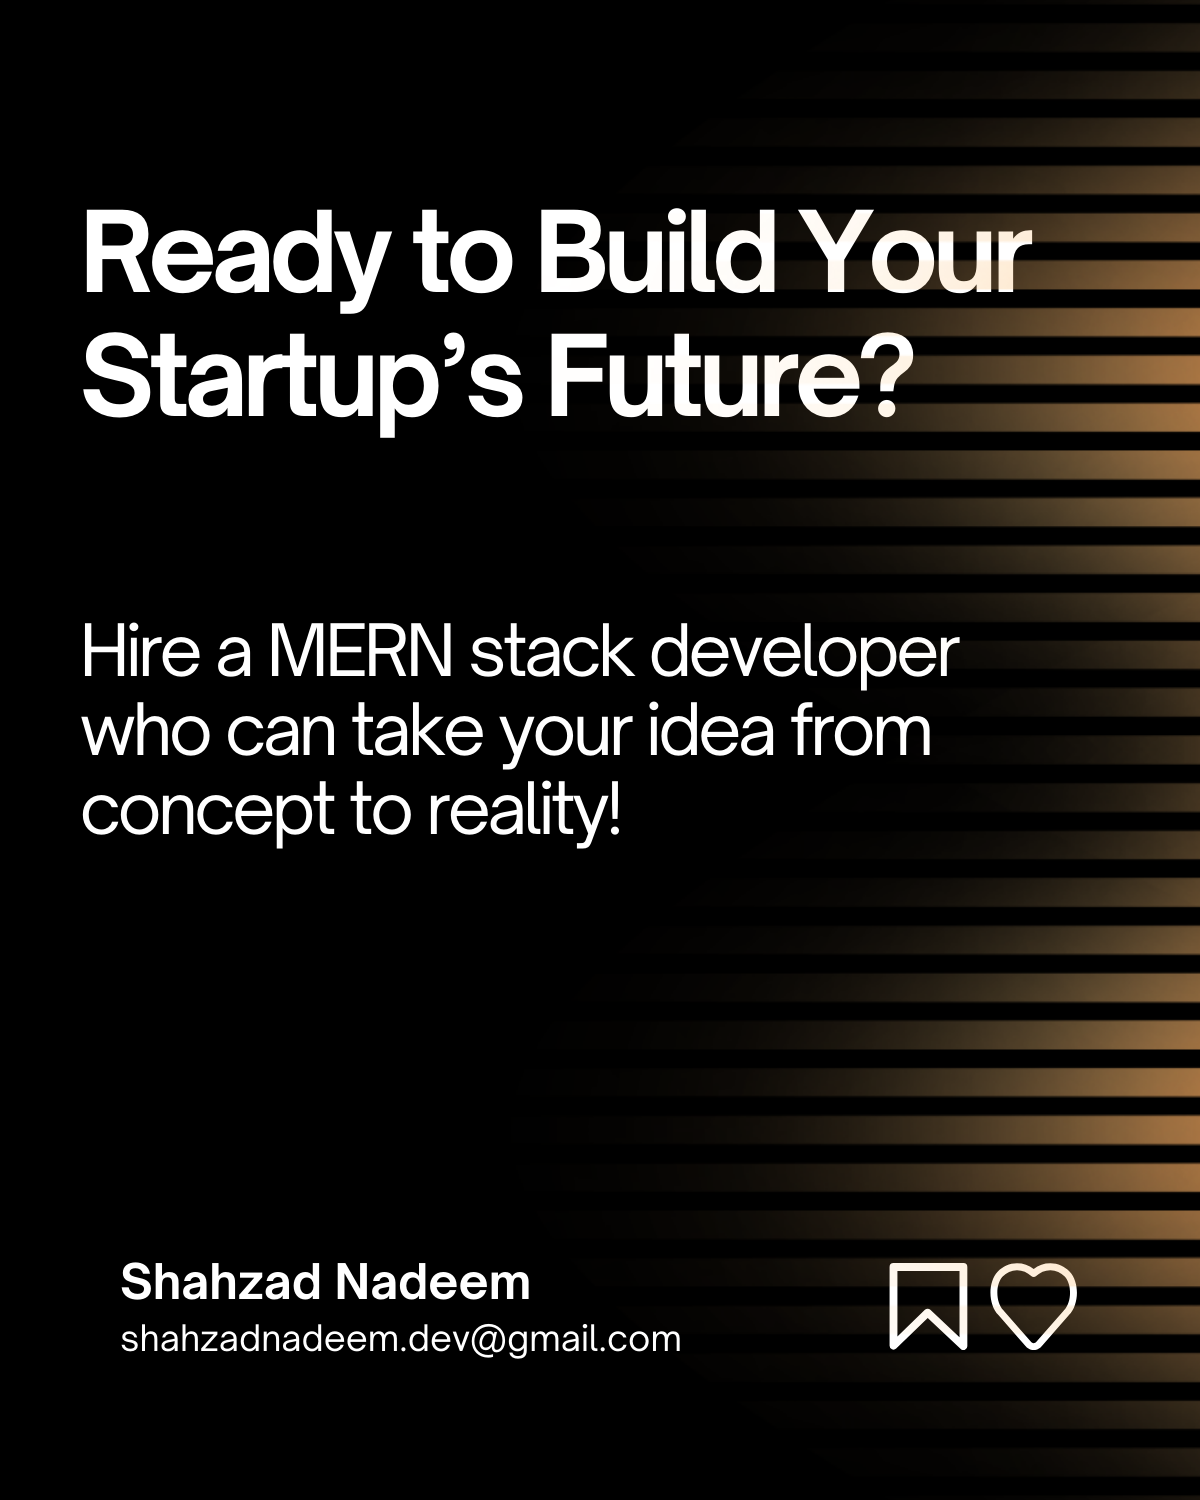 Ready to Build Your
Startup’s Future?
Hire a MERN stack developer
who can take your idea from
concept to reality!
Shahzad Nadeem
shahzadnadeem.dev@gmail.com